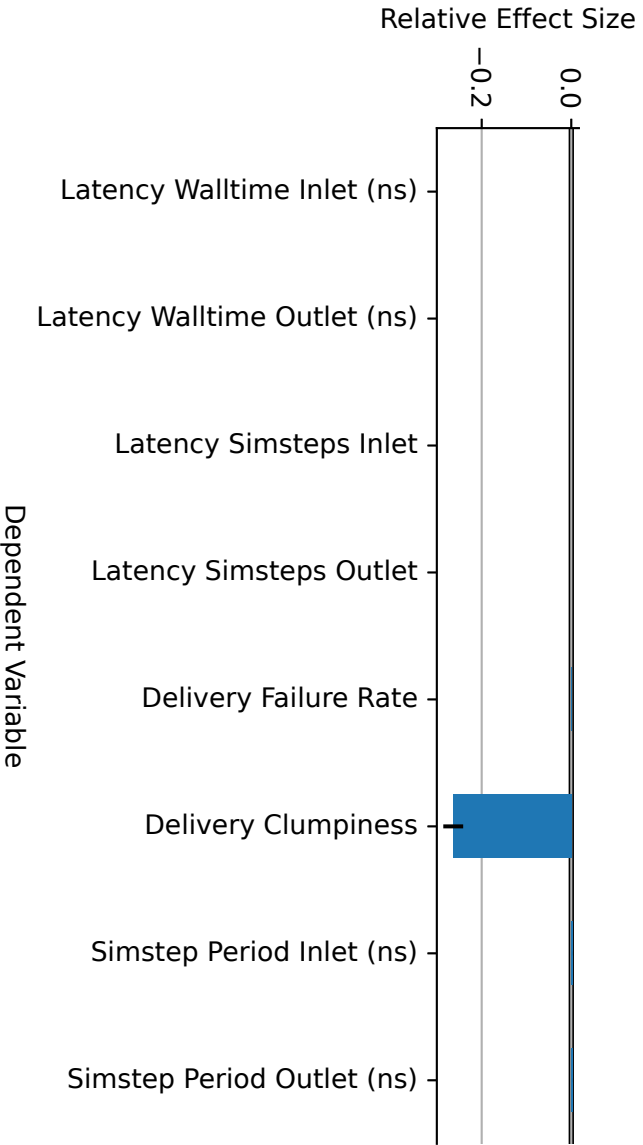 Relative Effect Size
−0.2
0.0
Latency Walltime Inlet (ns)
Latency Walltime Outlet (ns)
Latency Simsteps Inlet
Latency Simsteps Outlet
Delivery Failure Rate
Delivery Clumpiness
Simstep Period Inlet (ns)
Simstep Period Outlet (ns)
Dependent Variable